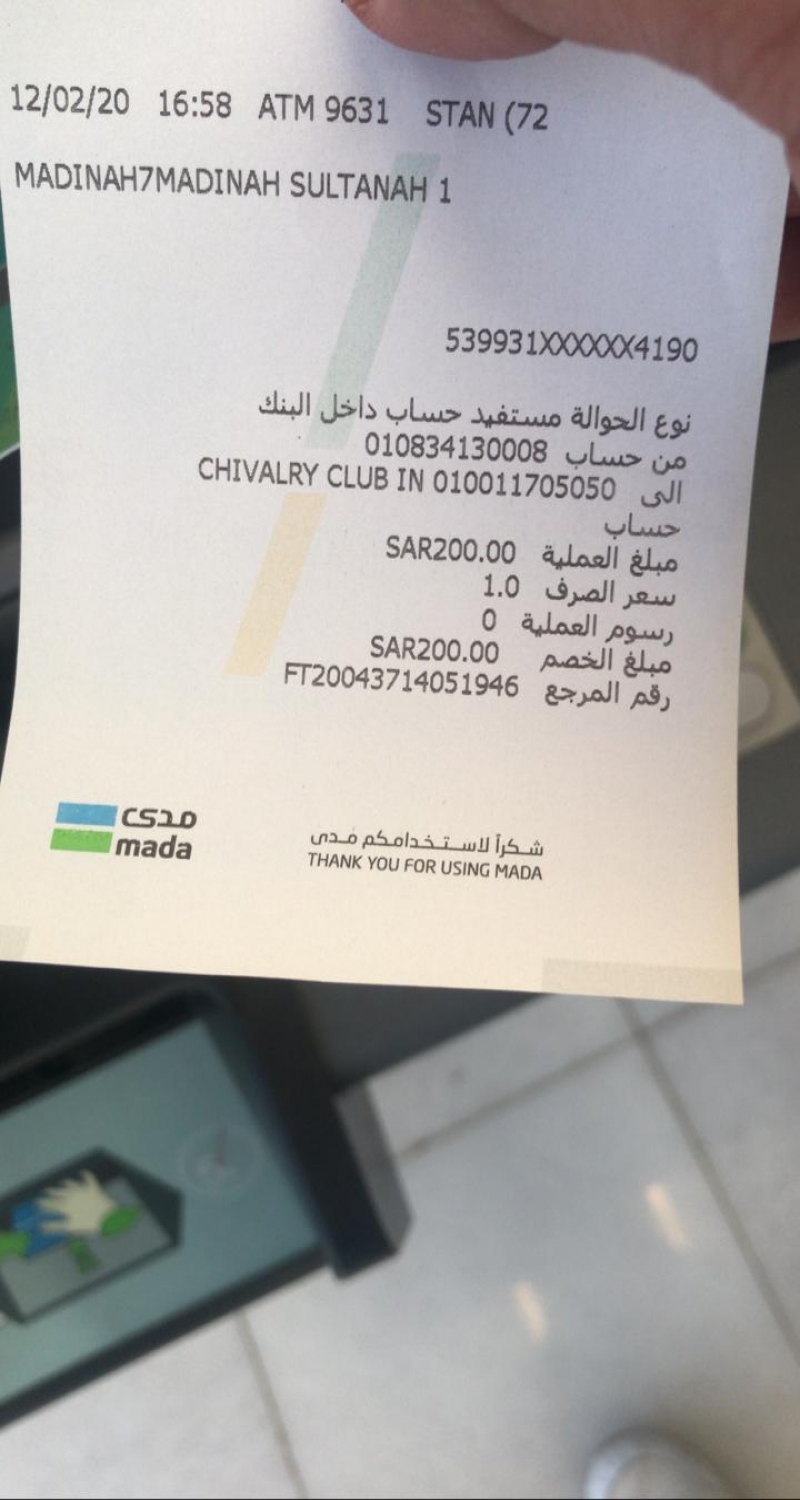 12/02/20 16:58 ATM 9631 STAN (72
MADINAH7MADINAH SULTANAH 1
539931XXXXXX4190
نوع الحوالة مستفيد حساب داخل البنك
من حساب 010834130008
الى CHIVALRY CLUB IN 010011705050
حساب
مبلغ العملية SAR200.00
سعر الصرف 1.0
رسوم العملية 0
مبلغ الخصم SAR200.00
رقم المرجع FT20043714051946
مدى
mada
شكراً لاستخدامكم مدى
THANK YOU FOR USING MADA